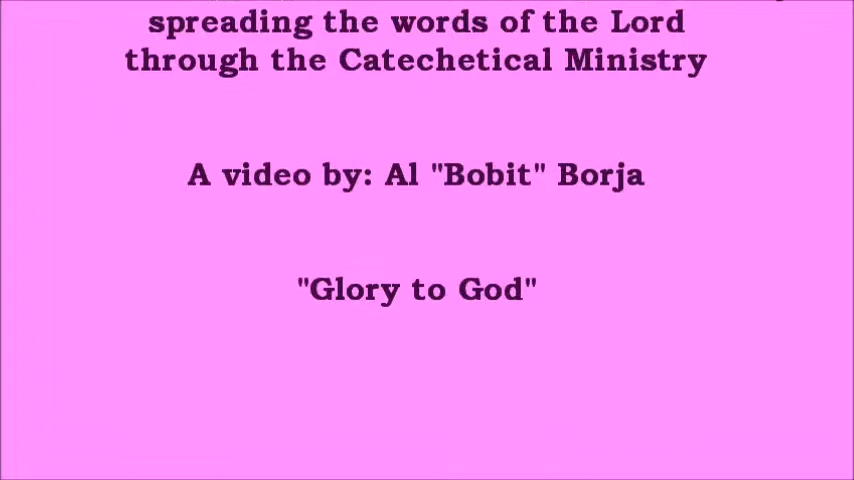 spreading the words of the Lord
through the Catechetical Ministry
A video by: Al "Bobit" Borja
"Glory to God"